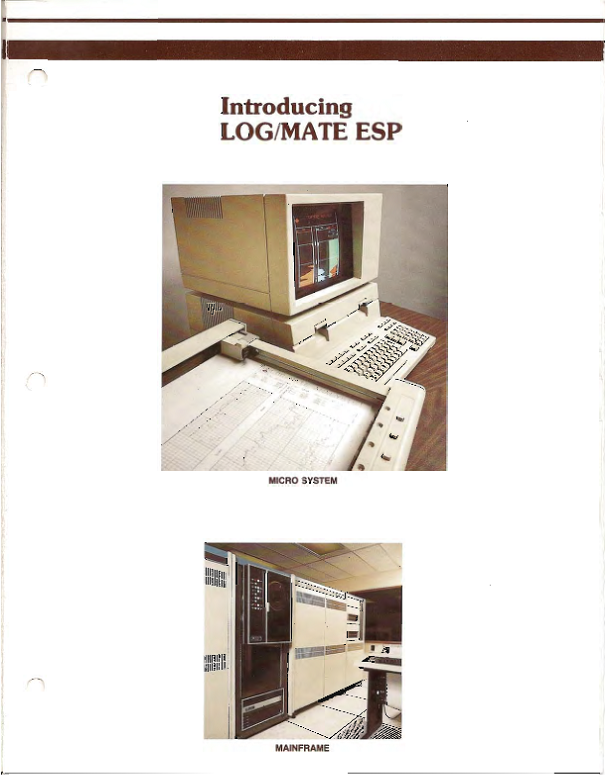 Introducing
LOG/MATE ESP
MICRO SYSTEM
MAINFRAME